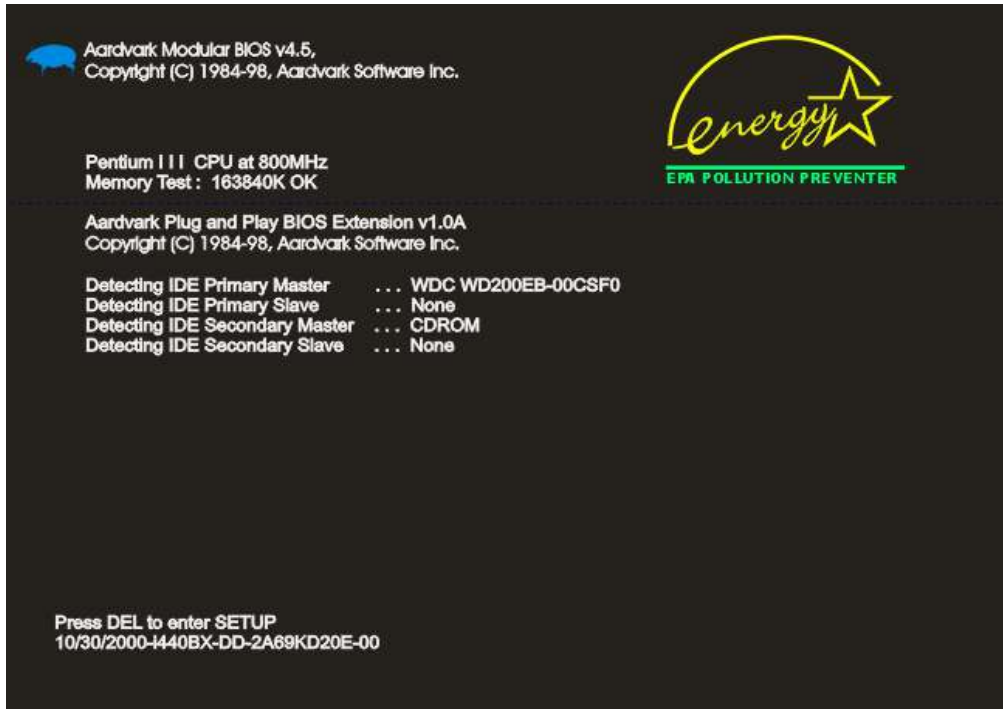 Aardvark Modular BIOS v4.5,
Copyright (C) 1984-98, Aardvark Software Inc.
energy
EPA POLLUTION PREVENTER
Pentium III CPU at 800MHz
Memory Test : 163840K OK
Aardvark Plug and Play BIOS Extension v1.0A
Copyright (C) 1984-98, Aardvark Software Inc.
Detecting IDE Primary Master ... WDC WD200EB-00CSF0
Detecting IDE Primary Slave ... None
Detecting IDE Secondary Master ... CDROM
Detecting IDE Secondary Slave ... None
Press DEL to enter SETUP
10/30/2000-i440BX-DD-2A69KD20E-00